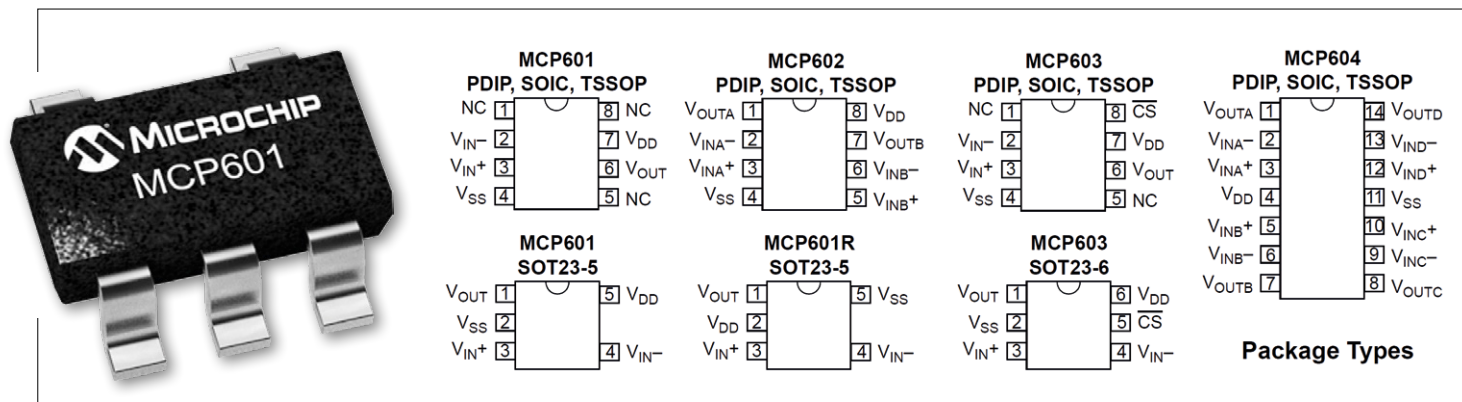 MICROCHIP
MCP601
MCP601
PDIP, SOIC, TSSOP
NC 1 8 NC
VIN– 2 7 VDD
VIN+ 3 6 VOUT
VSS 4 5 NC
MCP602
PDIP, SOIC, TSSOP
VOUTA 1 8 VDD
VINA– 2 7 VOUTB
VINA+ 3 6 VINB–
VSS 4 5 VINB+
MCP603
PDIP, SOIC, TSSOP
NC 1 8 CS
VIN– 2 7 VDD
VIN+ 3 6 VOUT
VSS 4 5 NC
MCP604
PDIP, SOIC, TSSOP
VOUTA 1 14 VOUTD
VINA– 2 13 VIND–
VINA+ 3 12 VIND+
VDD 4 11 VSS
VINB+ 5 10 VINC+
VINB– 6 9 VINC–
VOUTB 7 8 VOUTC
MCP601
SOT23-5
VOUT 1 5 VDD
VSS 2
VIN+ 3 4 VIN–
MCP601R
SOT23-5
VOUT 1 5 VSS
VDD 2
VIN+ 3 4 VIN–
MCP603
SOT23-6
VOUT 1 6 VDD
VSS 2 5 CS
VIN+ 3 4 VIN–
Package Types